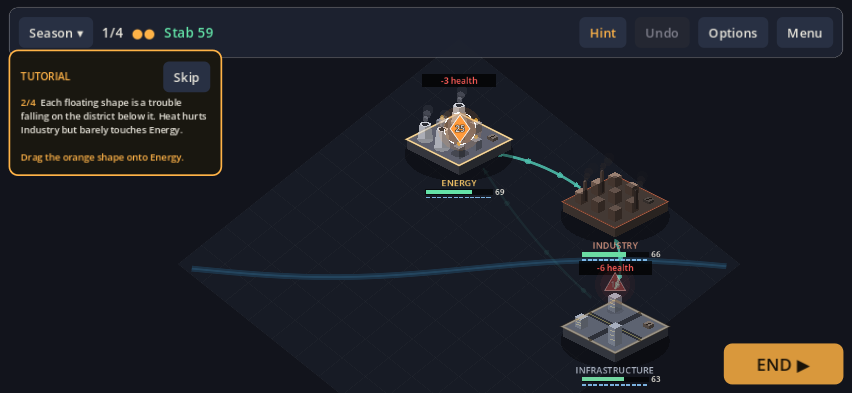 Season ▾ 1/4 Stab 59 Hint Undo Options Menu
TUTORIAL Skip
2/4 Each floating shape is a trouble
falling on the district below it. Heat hurts
Industry but barely touches Energy.
Drag the orange shape onto Energy.
-3 health
25
ENERGY
69
INDUSTRY
66
-6 health
INFRASTRUCTURE
63
END ▶